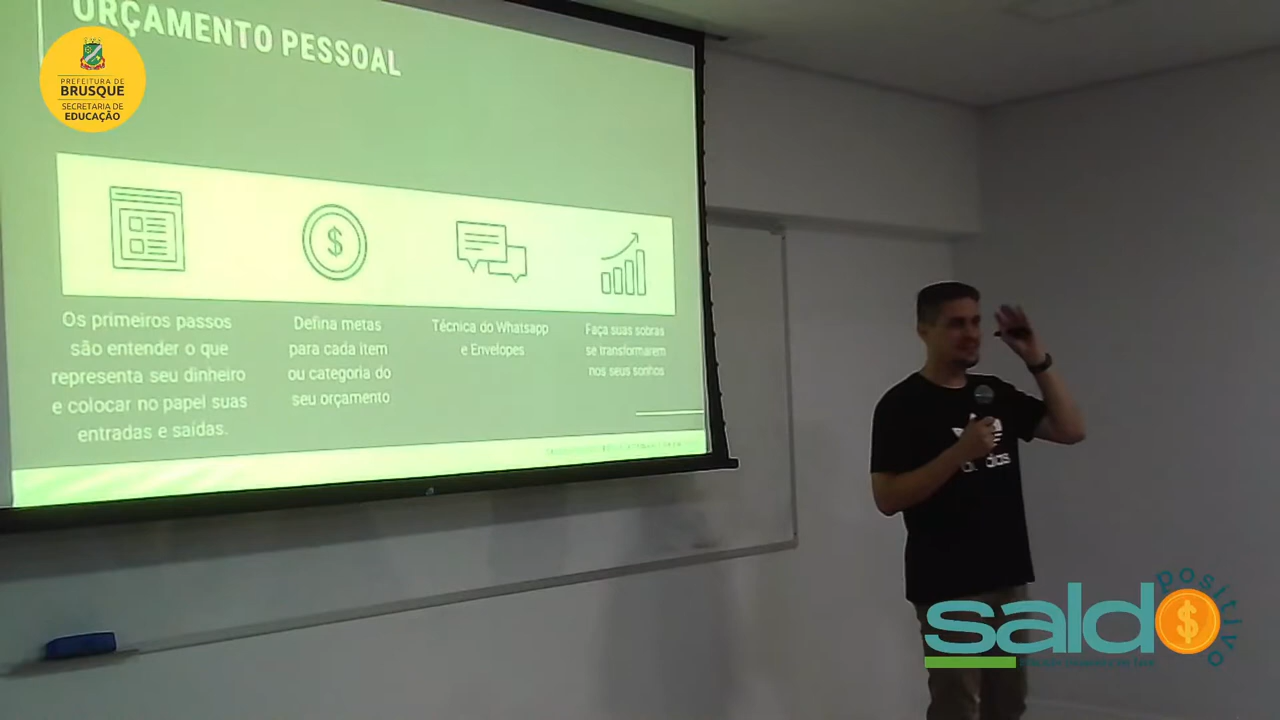 ORÇAMENTO PESSOAL
PREFEITURA DE
BRUSQUE
SECRETARIA DE
EDUCAÇÃO
$
Os primeiros passos
são entender o que
representa seu dinheiro
e colocar no papel suas
entradas e saídas.
Defina metas
para cada item
ou categoria do
seu orçamento
Técnica do Whatsapp
e Envelopes
Faça suas sobras
se transformarem
nos seus sonhos
saldo
positivo
$